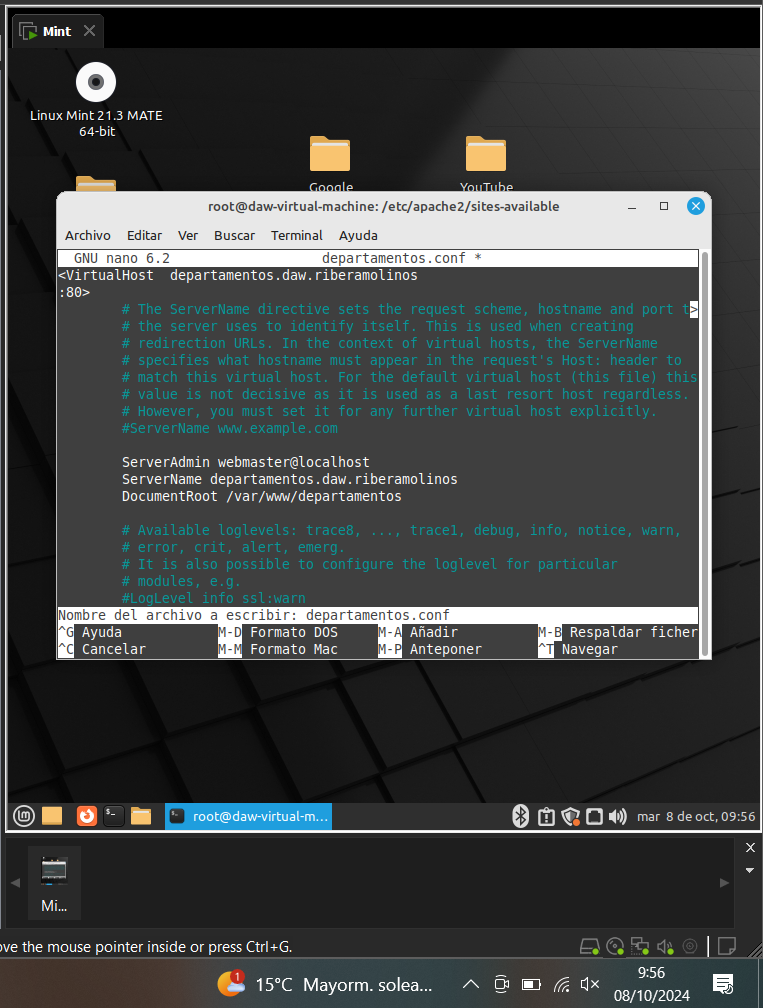 Mint
Linux Mint 21.3 MATE
64-bit
Google
YouTube
root@daw-virtual-machine: /etc/apache2/sites-available
Archivo Editar Ver Buscar Terminal Ayuda
GNU nano 6.2 departamentos.conf *
<VirtualHost  departamentos.daw.riberamolinos
:80>
# The ServerName directive sets the request scheme, hostname and port t>
# the server uses to identify itself. This is used when creating
# redirection URLs. In the context of virtual hosts, the ServerName
# specifies what hostname must appear in the request's Host: header to
# match this virtual host. For the default virtual host (this file) this
# value is not decisive as it is used as a last resort host regardless.
# However, you must set it for any further virtual host explicitly.
#ServerName www.example.com
ServerAdmin webmaster@localhost
ServerName departamentos.daw.riberamolinos
DocumentRoot /var/www/departamentos
# Available loglevels: trace8, ..., trace1, debug, info, notice, warn,
# error, crit, alert, emerg.
# It is also possible to configure the loglevel for particular
# modules, e.g.
#LogLevel info ssl:warn
Nombre del archivo a escribir: departamentos.conf
^G Ayuda M-D Formato DOS M-A Añadir M-B Respaldar ficher
^C Cancelar M-M Formato Mac M-P Anteponer ^T Navegar
root@daw-virtual-m...
mar 8 de oct, 09:56
Mi...
ove the mouse pointer inside or press Ctrl+G.
1
15°C Mayorm. solea...
9:56
08/10/2024